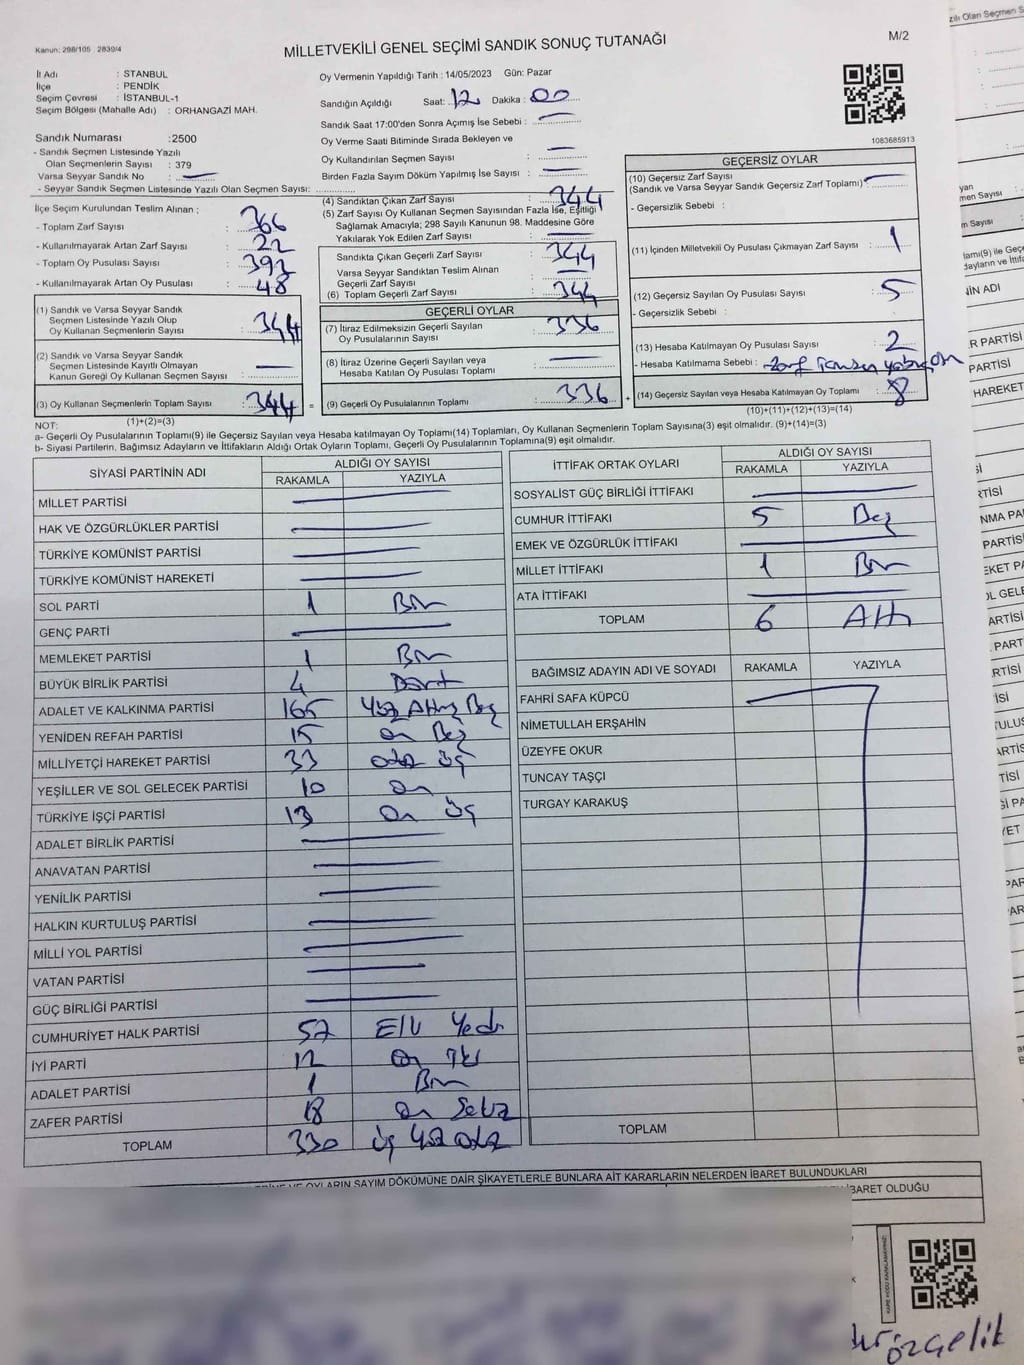 Kanun: 298/105 2839/4
MİLLETVEKİLİ GENEL SEÇİMİ SANDIK SONUÇ TUTANAĞI
M/2
İl Adı : STANBUL
İlçe : PENDİK
Seçim Çevresi : İSTANBUL-1
Seçim Bölgesi (Mahalle Adı) : ORHANGAZİ MAH.
Sandık Numarası :2500
- Sandık Seçmen Listesinde Yazılı
Olan Seçmenlerin Sayısı : 379
Varsa Seyyar Sandık No
- Seyyar Sandık Seçmen Listesinde Yazılı Olan Seçmen Sayısı:
Oy Vermenin Yapıldığı Tarih : 14/05/2023 Gün: Pazar
Sandığın Açıldığı Saat: 12 Dakika : 00
Sandık Saat 17:00'den Sonra Açımış İse Sebebi :
Oy Verme Saati Bitiminde Sırada Bekleyen ve
Oy Kullandırılan Seçmen Sayısı :
Birden Fazla Sayım Döküm Yapılmış İse Sayısı :
1083685913
İlçe Seçim Kurulundan Teslim Alınan ;
- Toplam Zarf Sayısı : 366
- Kullanılmayarak Artan Zarf Sayısı : 22
- Toplam Oy Pusulası Sayısı : 392
- Kullanılmayarak Artan Oy Pusulası : 48
(1) Sandık ve Varsa Seyyar Sandık
Seçmen Listesinde Yazılı Olup
Oy Kullanan Seçmenlerin Sayısı : 344
(2) Sandık ve Varsa Seyyar Sandık
Seçmen Listesinde Kayıtlı Olmayan
Kanun Gereği Oy Kullanan Seçmen Sayısı :
(3) Oy Kullanan Seçmenlerin Toplam Sayısı : 344 =
(1)+(2)=(3)
(4) Sandıktan Çıkan Zarf Sayısı : 344
(5) Zarf Sayısı Oy Kullanan Seçmen Sayısından Fazla İse, Eşitliği
Sağlamak Amacıyla; 298 Sayılı Kanunun 98. Maddesine Göre
Yakılarak Yok Edilen Zarf Sayısı :
Sandıkta Çıkan Geçerli Zarf Sayısı : 344
Varsa Seyyar Sandıktan Teslim Alınan
Geçerli Zarf Sayısı
(6) Toplam Geçerli Zarf Sayısı : 344
GEÇERLİ OYLAR
(7) İtiraz Edilmeksizin Geçerli Sayılan
Oy Pusulalarının Sayısı : 336
(8) İtiraz Üzerine Geçerli Sayılan veya
Hesaba Katılan Oy Pusulası Toplamı :
(9) Geçerli Oy Pusulalarının Toplamı : 336 +
GEÇERSİZ OYLAR
(10) Geçersiz Zarf Sayısı :
(Sandık ve Varsa Seyyar Sandık Geçersiz Zarf Toplamı)
- Geçersizlik Sebebi :
(11) İçinden Milletvekili Oy Pusulası Çıkmayan Zarf Sayısı : 1
(12) Geçersiz Sayılan Oy Pusulası Sayısı : 5
- Geçersizlik Sebebi :
(13) Hesaba Katılmayan Oy Pusulası Sayısı : 2
- Hesaba Katılmama Sebebi : Zarf
(14) Geçersiz Sayılan veya Hesaba Katılmayan Oy Toplamı : 8
(10)+(11)+(12)+(13)=(14)
NOT:
a- Geçerli Oy Pusulalarının Toplamı(9) ile Geçersiz Sayılan veya Hesaba Katılmayan Oy Toplamı(14) Toplamları, Oy Kullanan Seçmenlerin Toplam Sayısına(3) eşit olmalıdır. (9)+(14)=(3)
b- Siyasi Partilerin, Bağımsız Adayların ve İttifakların Aldığı Ortak Oyların Toplamı, Geçerli Oy Pusulalarının Toplamına(9) eşit olmalıdır.
SİYASİ PARTİNİN ADI
ALDIĞI OY SAYISI
RAKAMLA YAZIYLA
MİLLET PARTİSİ
HAK VE ÖZGÜRLÜKLER PARTİSİ
TÜRKİYE KOMÜNİST PARTİSİ
TÜRKİYE KOMÜNİST HAREKETİ
SOL PARTİ 1 Bir
GENÇ PARTİ
MEMLEKET PARTİSİ 1 Bir
BÜYÜK BİRLİK PARTİSİ 4 Dört
ADALET VE KALKINMA PARTİSİ 165 Yüz Altmış Beş
YENİDEN REFAH PARTİSİ 15 On Beş
MİLLİYETÇİ HAREKET PARTİSİ 33 otuz üç
YEŞİLLER VE SOL GELECEK PARTİSİ 10 On
TÜRKİYE İŞÇİ PARTİSİ 13 On üç
ADALET BİRLİK PARTİSİ
ANAVATAN PARTİSİ
YENİLİK PARTİSİ
HALKIN KURTULUŞ PARTİSİ
MİLLİ YOL PARTİSİ
VATAN PARTİSİ
GÜÇ BİRLİĞİ PARTİSİ
CUMHURİYET HALK PARTİSİ 57 Elli Yedi
İYİ PARTİ 12 On İki
ADALET PARTİSİ 1 Bir
ZAFER PARTİSİ 18 On Sekiz
TOPLAM 330 üç yüz otuz
İTTİFAK ORTAK OYLARI
ALDIĞI OY SAYISI
RAKAMLA YAZIYLA
SOSYALİST GÜÇ BİRLİĞİ İTTİFAKI
CUMHUR İTTİFAKI 5 Beş
EMEK VE ÖZGÜRLÜK İTTİFAKI
MİLLET İTTİFAKI 1 Bir
ATA İTTİFAKI
TOPLAM 6 Altı
BAĞIMSIZ ADAYIN ADI VE SOYADI RAKAMLA YAZIYLA
FAHRİ SAFA KÜPCÜ
NİMETULLAH ERŞAHİN
ÜZEYFE OKUR
TUNCAY TAŞÇI
TURGAY KARAKUŞ
TOPLAM
OYLARIN SAYIM DÖKÜMÜNE DAİR ŞİKAYETLERLE BUNLARA AİT KARARLARIN NELERDEN İBARET BULUNDUKLARI
İBARET OLDUĞU
özçelik